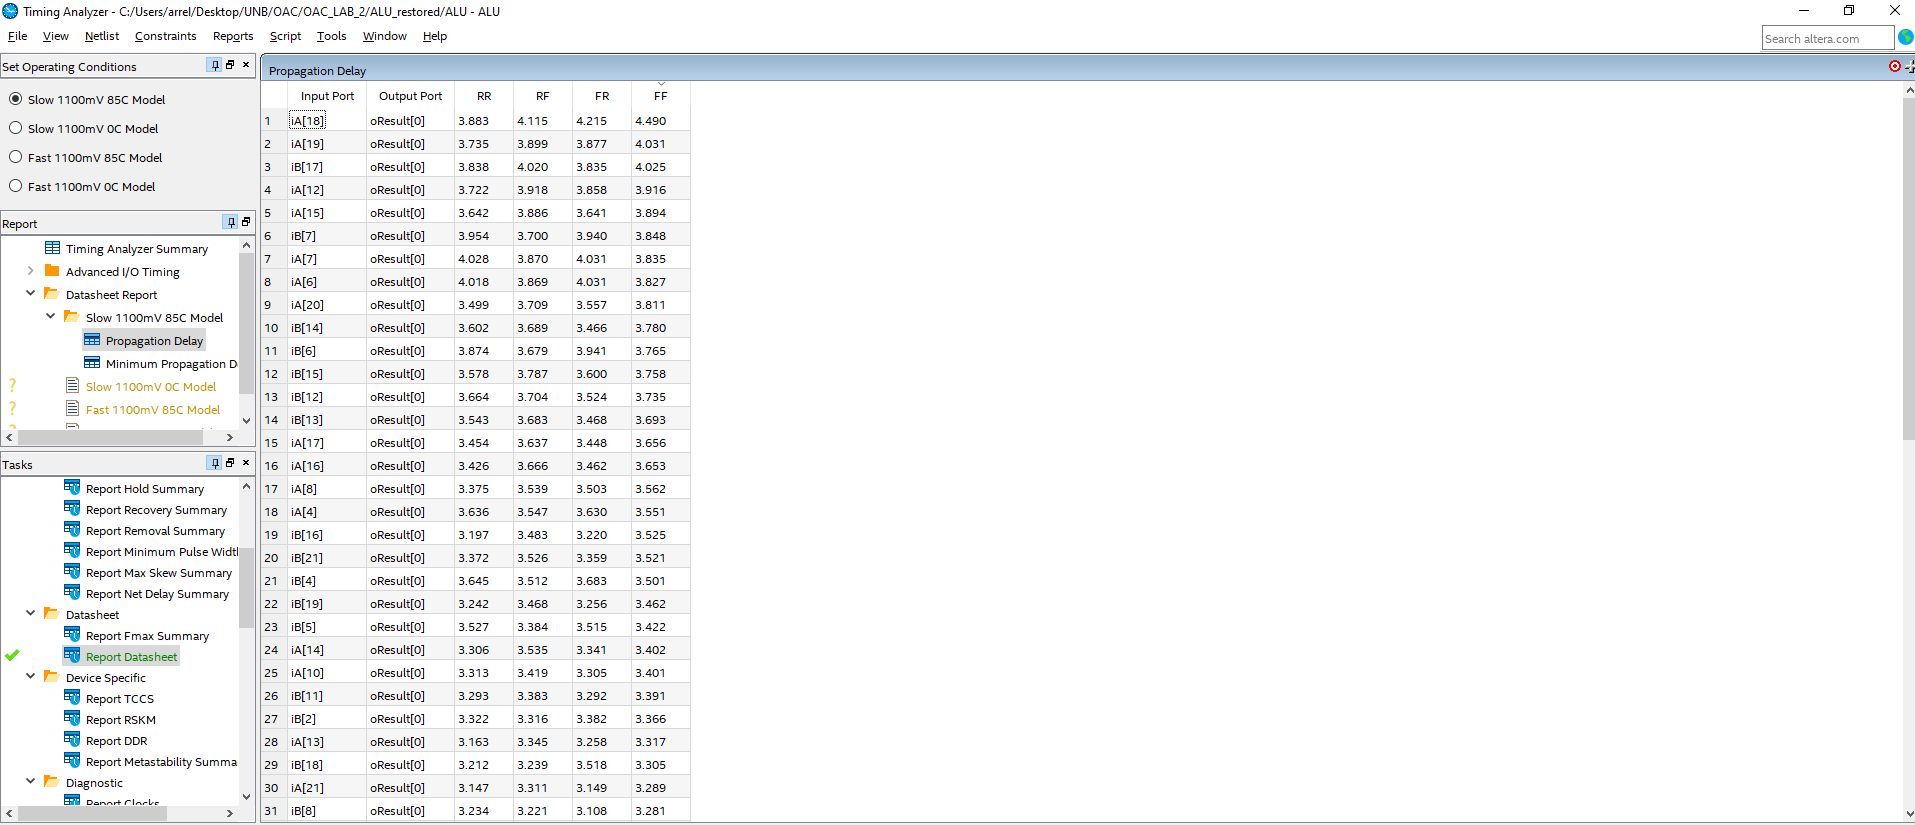 Timing Analyzer - C:/Users/arrel/Desktop/UNB/OAC/OAC_LAB_2/ALU_restored/ALU - ALU
File View Netlist Constraints Reports Script Tools Window Help
Search altera.com
Set Operating Conditions
Slow 1100mV 85C Model
Slow 1100mV 0C Model
Fast 1100mV 85C Model
Fast 1100mV 0C Model
Report
Timing Analyzer Summary
Advanced I/O Timing
Datasheet Report
Slow 1100mV 85C Model
Propagation Delay
Minimum Propagation D
? Slow 1100mV 0C Model
? Fast 1100mV 85C Model
Tasks
Report Hold Summary
Report Recovery Summary
Report Removal Summary
Report Minimum Pulse Widt
Report Max Skew Summary
Report Net Delay Summary
Datasheet
Report Fmax Summary
Report Datasheet
Device Specific
Report TCCS
Report RSKM
Report DDR
Report Metastability Summa
Diagnostic
Report Clocks
Propagation Delay
Input Port Output Port RR RF FR FF
1 iA[18] oResult[0] 3.883 4.115 4.215 4.490
2 iA[19] oResult[0] 3.735 3.899 3.877 4.031
3 iB[17] oResult[0] 3.838 4.020 3.835 4.025
4 iA[12] oResult[0] 3.722 3.918 3.858 3.916
5 iA[15] oResult[0] 3.642 3.886 3.641 3.894
6 iB[7] oResult[0] 3.954 3.700 3.940 3.848
7 iA[7] oResult[0] 4.028 3.870 4.031 3.835
8 iA[6] oResult[0] 4.018 3.869 4.031 3.827
9 iA[20] oResult[0] 3.499 3.709 3.557 3.811
10 iB[14] oResult[0] 3.602 3.689 3.466 3.780
11 iB[6] oResult[0] 3.874 3.679 3.941 3.765
12 iB[15] oResult[0] 3.578 3.787 3.600 3.758
13 iB[12] oResult[0] 3.664 3.704 3.524 3.735
14 iB[13] oResult[0] 3.543 3.683 3.468 3.693
15 iA[17] oResult[0] 3.454 3.637 3.448 3.656
16 iA[16] oResult[0] 3.426 3.666 3.462 3.653
17 iA[8] oResult[0] 3.375 3.539 3.503 3.562
18 iA[4] oResult[0] 3.636 3.547 3.630 3.551
19 iB[16] oResult[0] 3.197 3.483 3.220 3.525
20 iB[21] oResult[0] 3.372 3.526 3.359 3.521
21 iB[4] oResult[0] 3.645 3.512 3.683 3.501
22 iB[19] oResult[0] 3.242 3.468 3.256 3.462
23 iB[5] oResult[0] 3.527 3.384 3.515 3.422
24 iA[14] oResult[0] 3.306 3.535 3.341 3.402
25 iA[10] oResult[0] 3.313 3.419 3.305 3.401
26 iB[11] oResult[0] 3.293 3.383 3.292 3.391
27 iB[2] oResult[0] 3.322 3.316 3.382 3.366
28 iA[13] oResult[0] 3.163 3.345 3.258 3.317
29 iB[18] oResult[0] 3.212 3.239 3.518 3.305
30 iA[21] oResult[0] 3.147 3.311 3.149 3.289
31 iB[8] oResult[0] 3.234 3.221 3.108 3.281